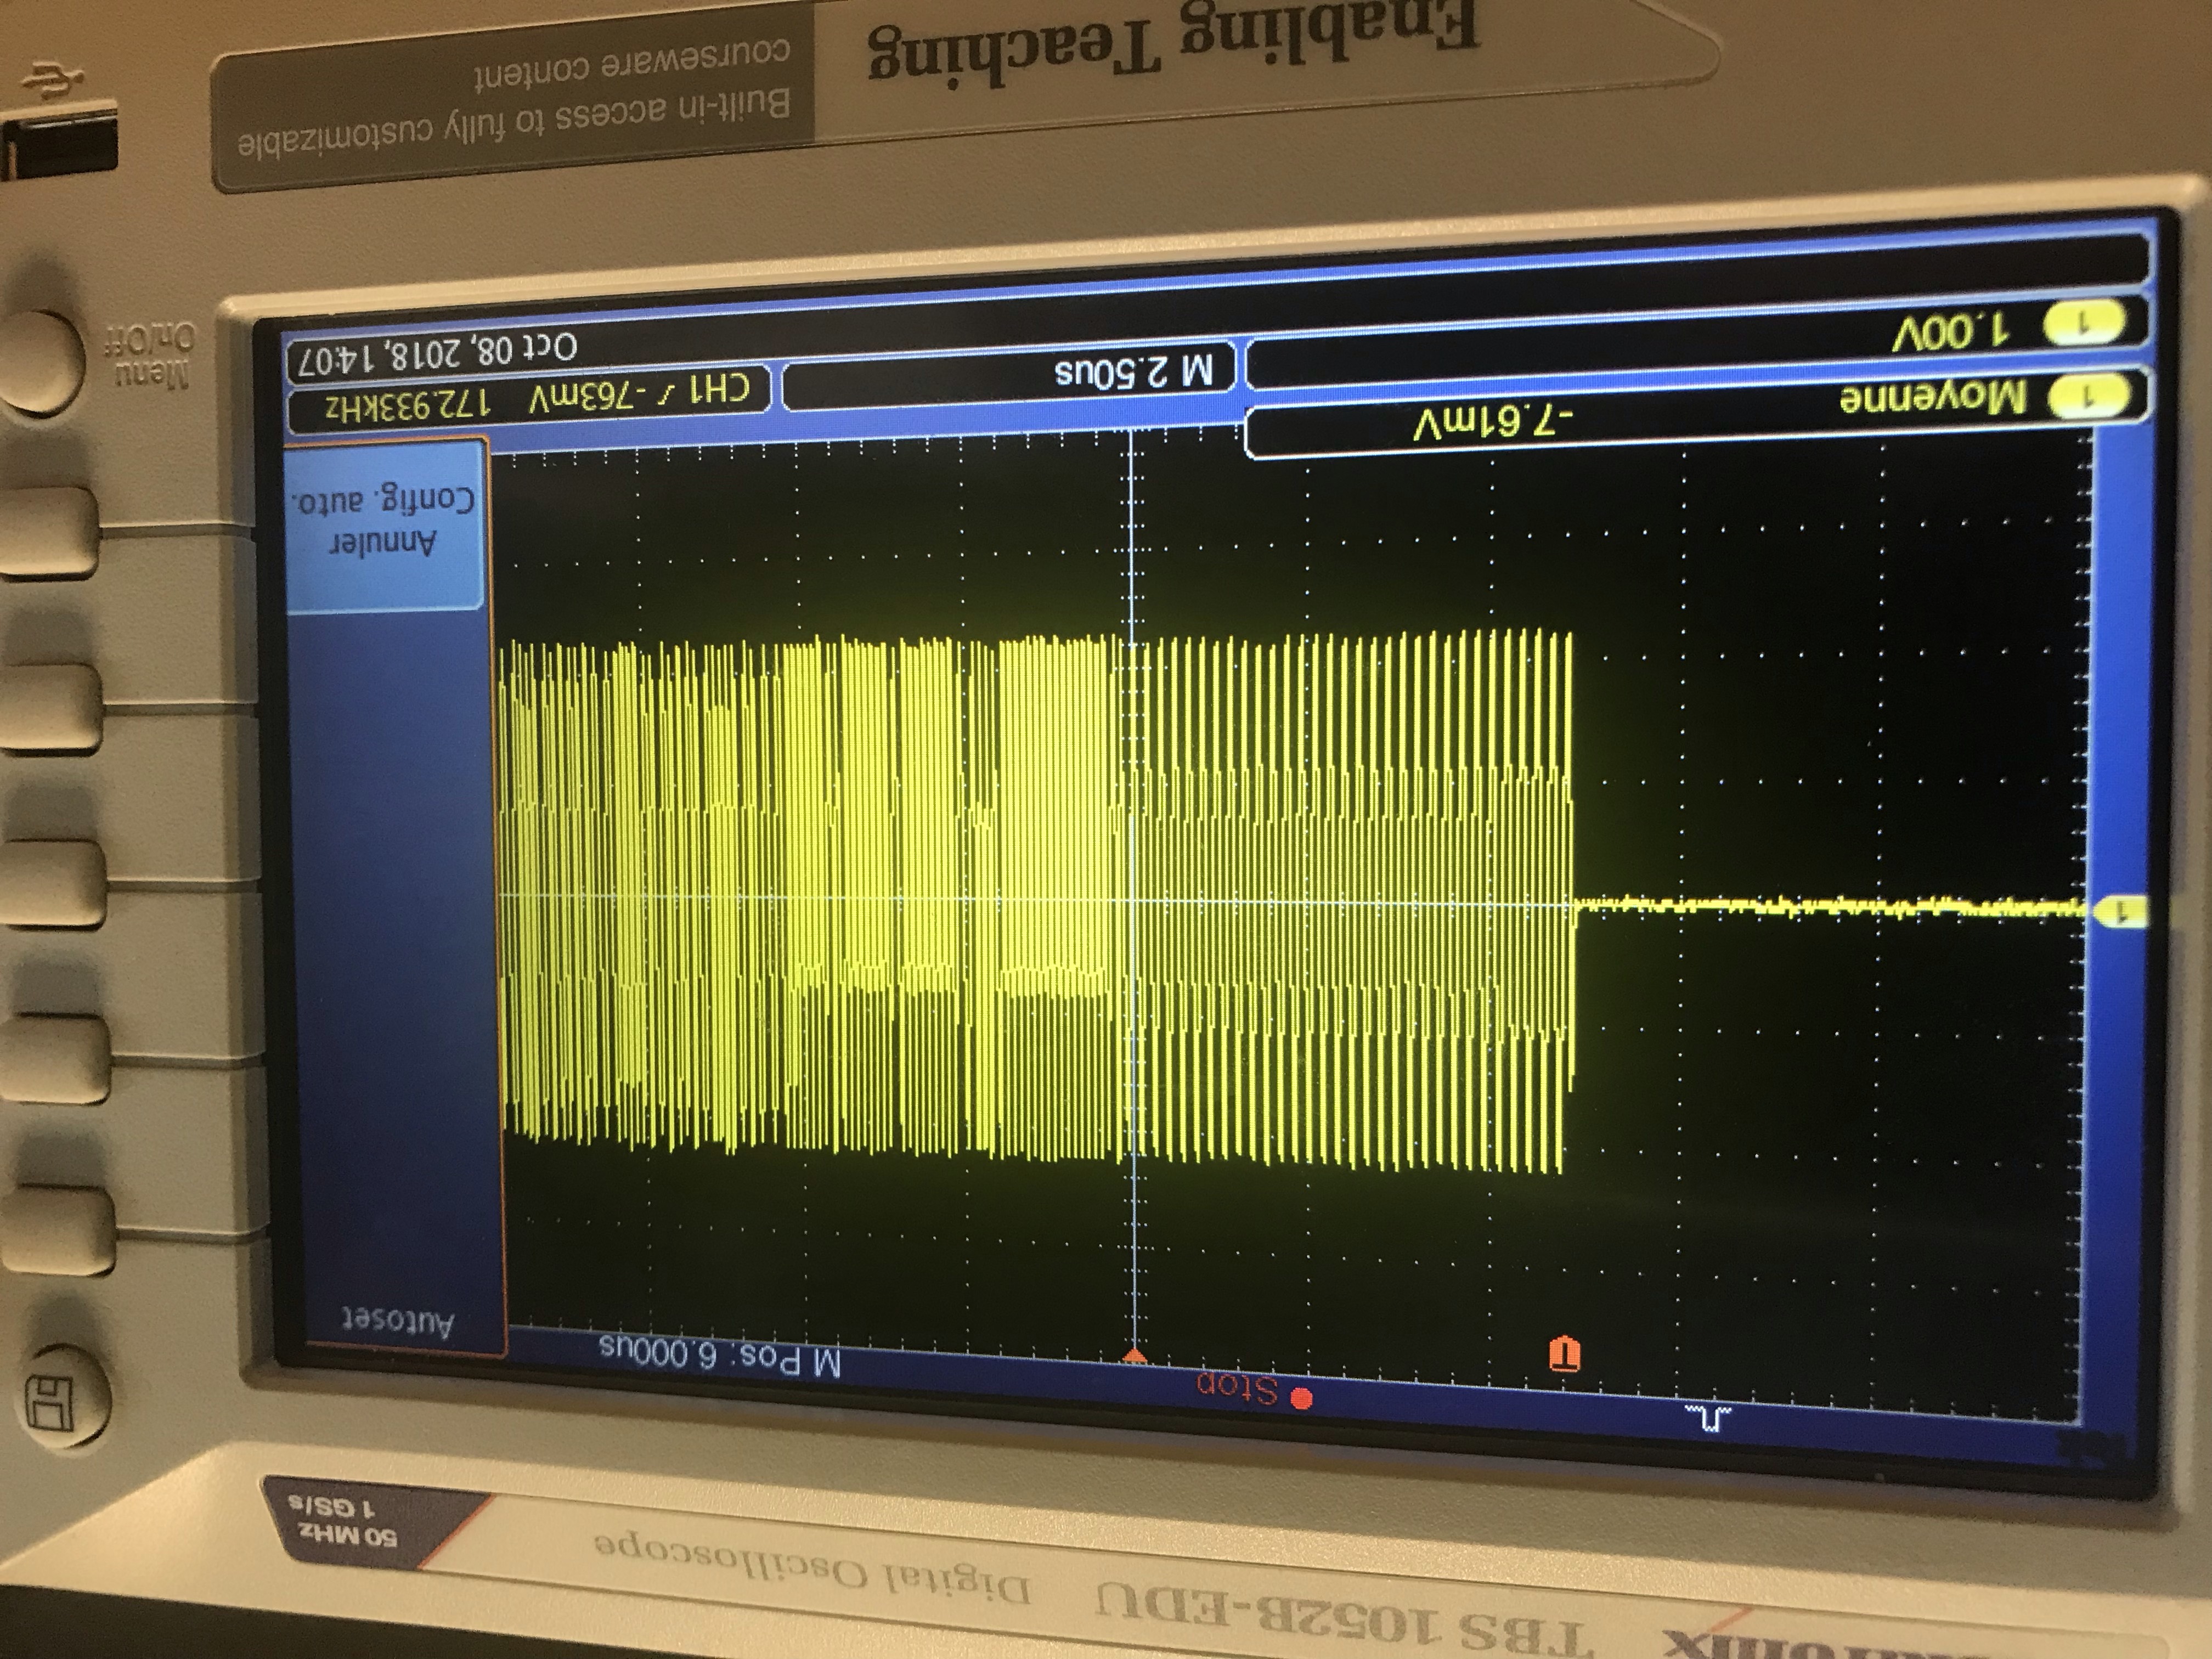 TBS 1052B-EDU Digital Oscilloscope
50 MHz
1 GS/s
Tek
Stop
M Pos: 6.000us
T
Autoset
1
Annuler
Config. auto.
1 Moyenne -7.61mV
1 1.00V
M 2.50us
CH1 -763mV 172.933kHz
Oct 08, 2018, 14:07
Menu
On/Off
Enabling Teaching
Built-in access to fully customizable
courseware content